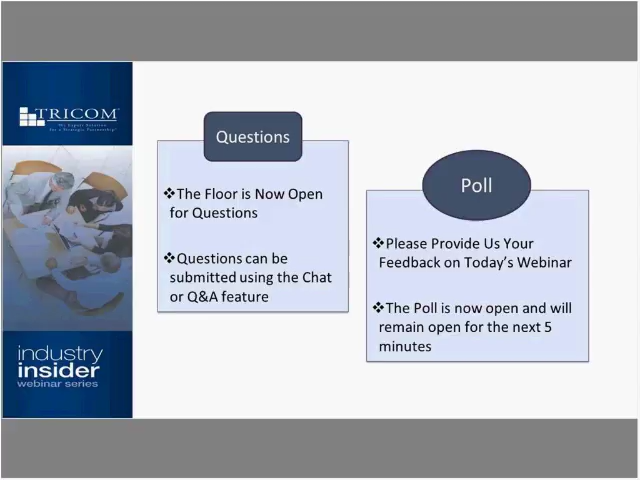 TRICOM
industry
insider
webinar series
Questions
❖The Floor is Now Open
for Questions
❖Questions can be
submitted using the Chat
or Q&A feature
Poll
❖Please Provide Us Your
Feedback on Today's Webinar
❖The Poll is now open and will
remain open for the next 5
minutes